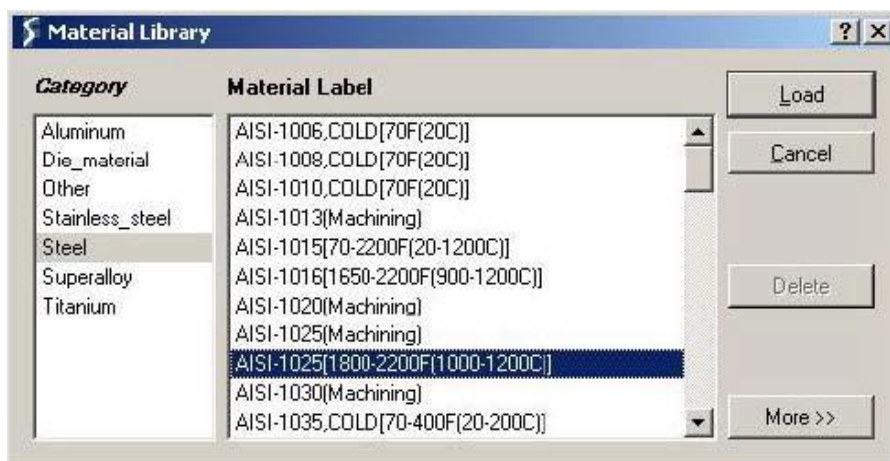 Material Library
Category
Material Label
Aluminum
Die_material
Other
Stainless_steel
Steel
Superalloy
Titanium
AISI-1006,COLD[70F(20C)]
AISI-1008,COLD[70F(20C)]
AISI-1010,COLD[70F(20C)]
AISI-1013(Machining)
AISI-1015[70-2200F(20-1200C)]
AISI-1016[1650-2200F(900-1200C)]
AISI-1020(Machining)
AISI-1025(Machining)
AISI-1025[1800-2200F(1000-1200C)]
AISI-1030(Machining)
AISI-1035,COLD[70-400F(20-200C)]
Load
Cancel
Delete
More >>